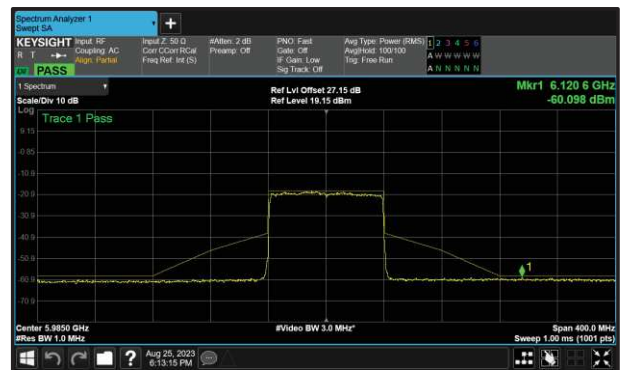 Spectrum Analyzer 1
Swept SA
+
KEYSIGHT
R T
PASS
Input: RF
Coupling: AC
Align: Partial
Input Z: 50 Ω
Corr CCorr RCal
Freq Ref: Int (S)
#Atten: 2 dB
Preamp: Off
PNO: Fast
Gate: Off
IF Gain: Low
Sig Track: Off
Avg Type: Power (RMS)
Avg|Hold: 100/100
Trig: Free Run
1 2 3 4 5 6
A W W W W W
A N N N N N
1 Spectrum
Scale/Div 10 dB
Ref Lvl Offset 27.15 dB
Ref Level 19.15 dBm
Mkr1 6.120 6 GHz
-60.098 dBm
Log
Trace 1 Pass
9.15
-0.85
-10.9
-20.9
-30.9
-40.9
-50.9
-60.9
-70.9
1
Center 5.9850 GHz
#Res BW 1.0 MHz
#Video BW 3.0 MHz*
Span 400.0 MHz
Sweep 1.00 ms (1001 pts)
?
Aug 25, 2023
6:13:15 PM